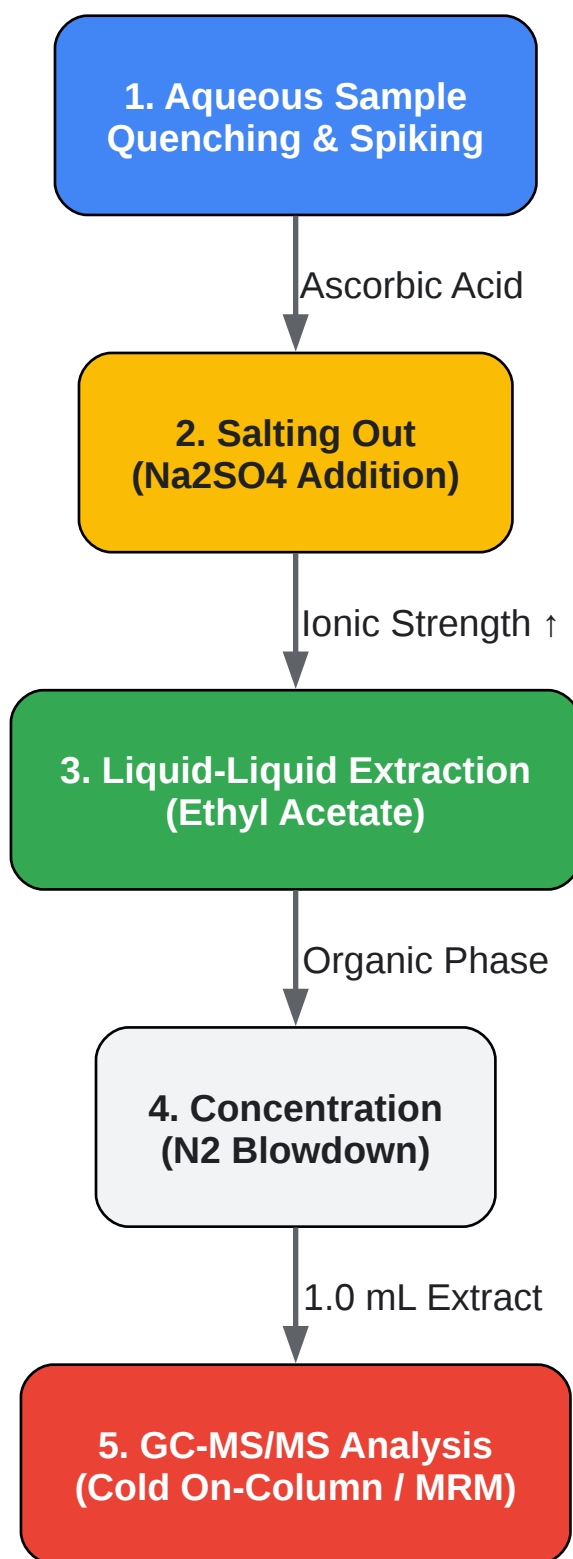 1. Aqueous Sample
Quenching & Spiking
Ascorbic Acid
2. Salting Out
(Na2SO4 Addition)
Ionic Strength ↑
3. Liquid-Liquid Extraction
(Ethyl Acetate)
Organic Phase
4. Concentration
(N2 Blowdown)
1.0 mL Extract
5. GC-MS/MS Analysis
(Cold On-Column / MRM)